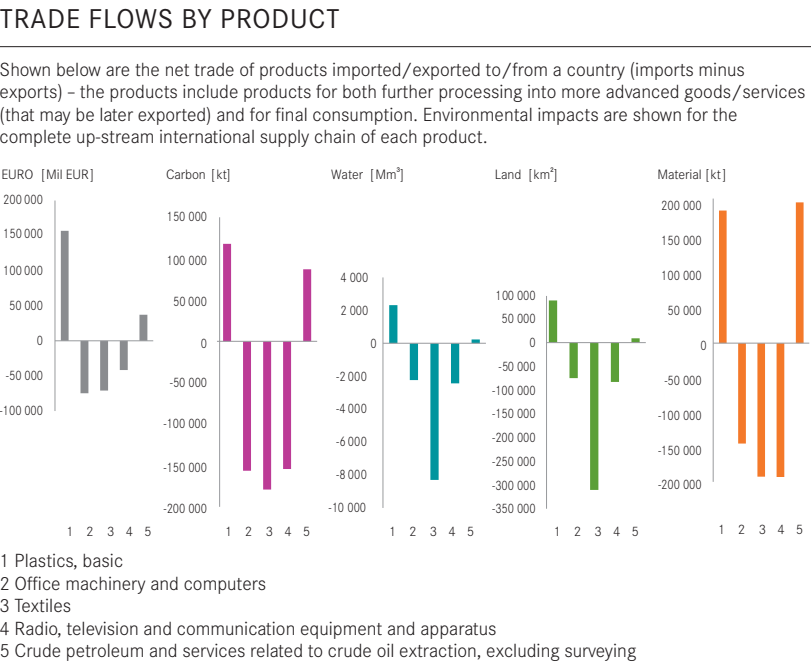 TRADE FLOWS BY PRODUCT
Shown below are the net trade of products imported/exported to/from a country (imports minus
exports) – the products include products for both further processing into more advanced goods/services
(that may be later exported) and for final consumption. Environmental impacts are shown for the
complete up-stream international supply chain of each product.
EURO [Mil EUR]
200 000
150 000
100 000
50 000
0
-50 000
-100 000
1 2 3 4 5
Carbon [kt]
150 000
100 000
50 000
0
-50 000
-100 000
-150 000
-200 000
1 2 3 4 5
Water [Mm³]
4 000
2 000
0
-2 000
-4 000
-6 000
-8 000
-10 000
1 2 3 4 5
Land [km²]
100 000
50 000
0
-50 000
-100 000
-150 000
-200 000
-250 000
-300 000
-350 000
1 2 3 4 5
Material [kt]
200 000
150 000
100 000
50 000
0
-50 000
-100 000
-150 000
-200 000
1 2 3 4 5
1 Plastics, basic
2 Office machinery and computers
3 Textiles
4 Radio, television and communication equipment and apparatus
5 Crude petroleum and services related to crude oil extraction, excluding surveying